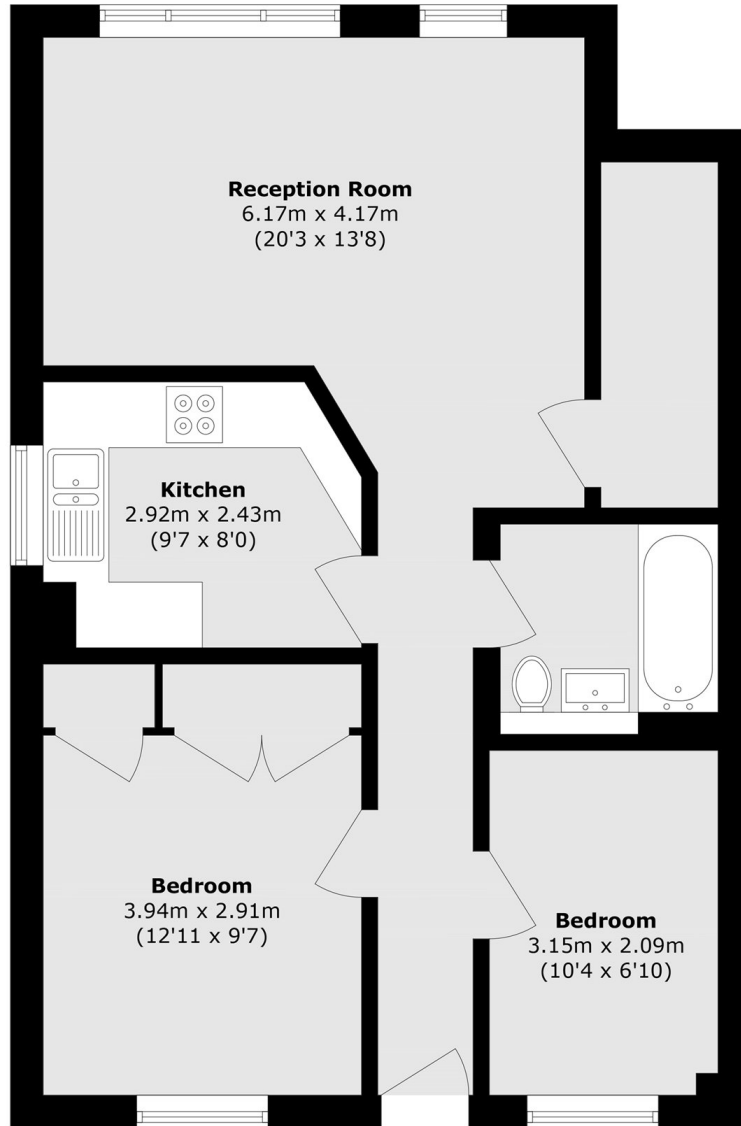 Reception Room
6.17m x 4.17m
(20'3 x 13'8)
Kitchen
2.92m x 2.43m
(9'7 x 8'0)
Bedroom
3.94m x 2.91m
(12'11 x 9'7)
Bedroom
3.15m x 2.09m
(10'4 x 6'10)